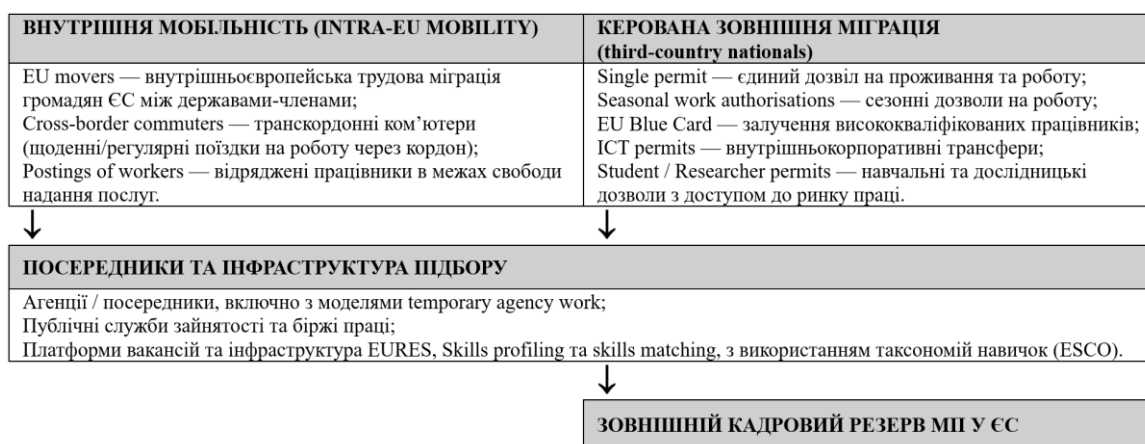 ВНУТРІШНЯ МОБІЛЬНІСТЬ (INTRA-EU MOBILITY)
EU movers — внутрішньоєвропейська трудова міграція
громадян ЄС між державами-членами;
Cross-border commuters — транскордонні ком’ютери
(щоденні/регулярні поїздки на роботу через кордон);
Postings of workers — відряджені працівники в межах свободи
надання послуг.
КЕРОВАНА ЗОВНІШНЯ МІГРАЦІЯ
(third-country nationals)
Single permit — єдиний дозвіл на проживання та роботу;
Seasonal work authorisations — сезонні дозволи на роботу;
EU Blue Card — залучення висококваліфікованих працівників;
ICT permits — внутрішньокорпоративні трансфери;
Student / Researcher permits — навчальні та дослідницькі
дозволи з доступом до ринку праці.
ПОСЕРЕДНИКИ ТА ІНФРАСТРУКТУРА ПІДБОРУ
Агенції / посередники, включно з моделями temporary agency work;
Публічні служби зайнятості та біржі праці;
Платформи вакансій та інфраструктура EURES, Skills profiling та skills matching, з використанням таксономій навичок (ESCO).
ЗОВНІШНІЙ КАДРОВИЙ РЕЗЕРВ МП У ЄС